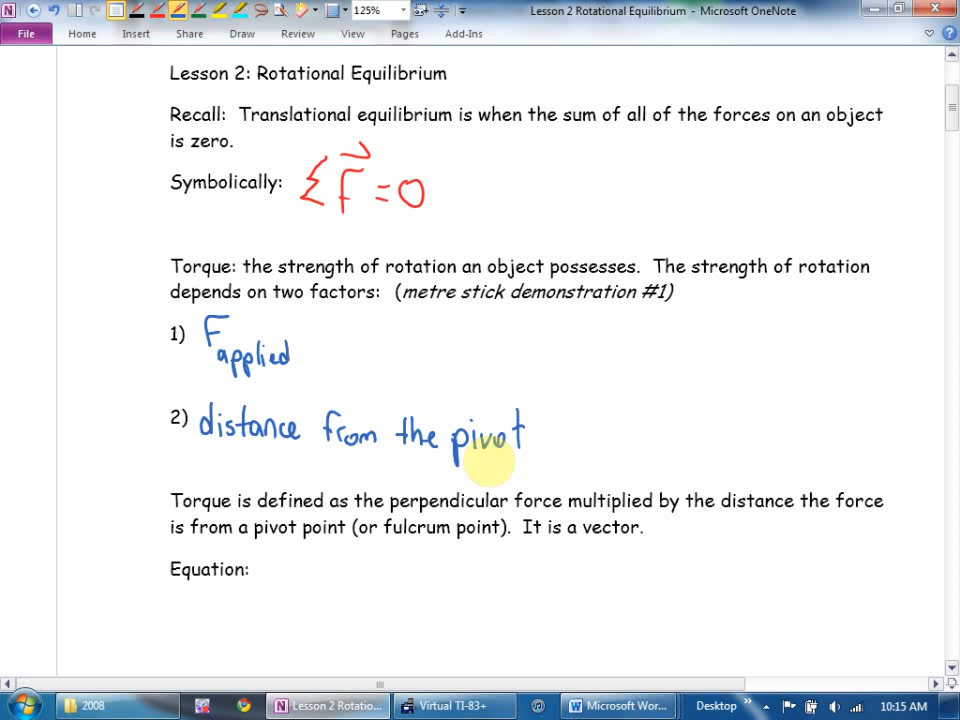 125%
Lesson 2 Rotational Equilibrium - Microsoft OneNote
File Home Insert Share Draw Review View Pages Add-Ins
Lesson 2: Rotational Equilibrium
Recall: Translational equilibrium is when the sum of all of the forces on an object
is zero.
Symbolically: Σ F⃗ = 0
Torque: the strength of rotation an object possesses. The strength of rotation
depends on two factors: (metre stick demonstration #1)
1) F applied
2) distance from the pivot
Torque is defined as the perpendicular force multiplied by the distance the force
is from a pivot point (or fulcrum point). It is a vector.
Equation:
2008 Lesson 2 Rotatio... Virtual TI-83+ Microsoft Wor... Desktop 10:15 AM